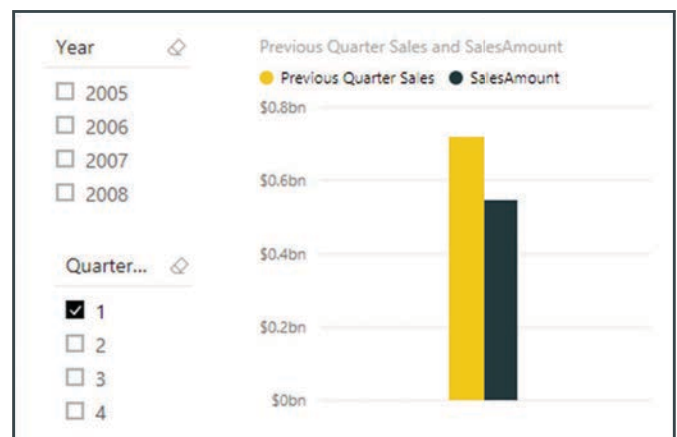 Year
2005
2006
2007
2008
Quarter...
1
2
3
4
Previous Quarter Sales and SalesAmount
Previous Quarter Sales SalesAmount
$0.8bn
$0.6bn
$0.4bn
$0.2bn
$0bn